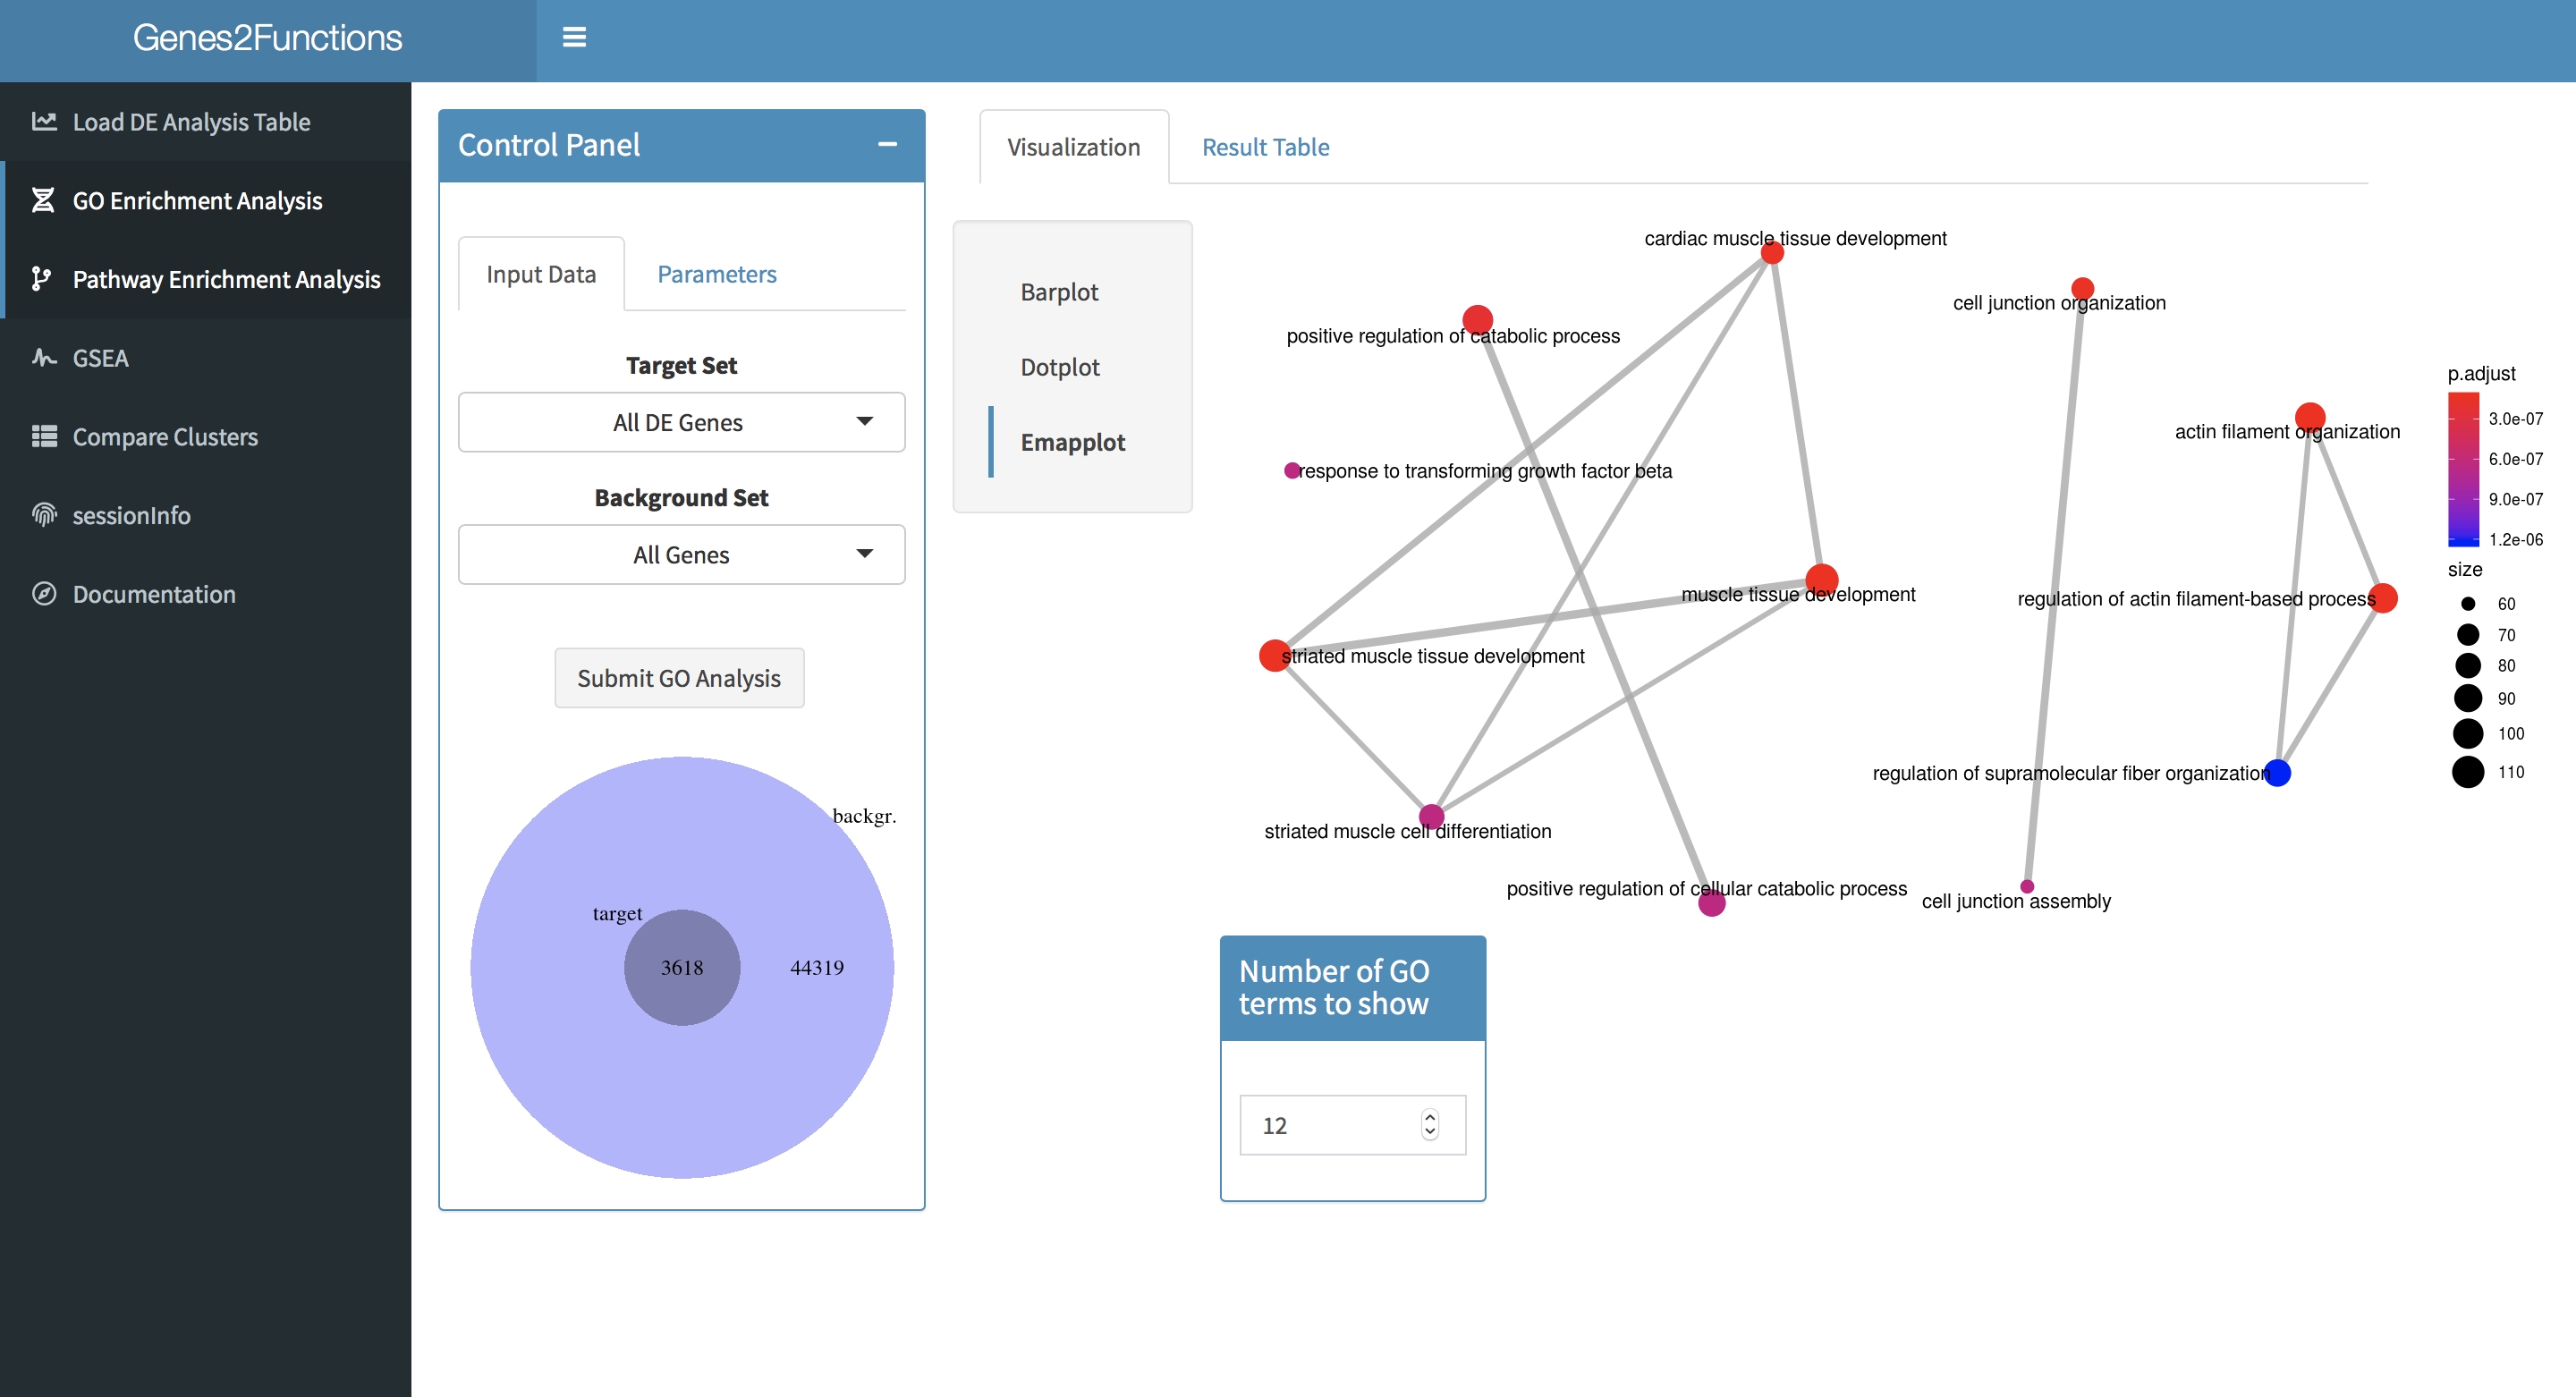 Genes2Functions
Load DE Analysis Table
GO Enrichment Analysis
Pathway Enrichment Analysis
GSEA
Compare Clusters
sessionInfo
Documentation
Control Panel
Input Data
Parameters
Target Set
All DE Genes
Background Set
All Genes
Submit GO Analysis
backgr.
target
3618
44319
Visualization
Result Table
Barplot
Dotplot
Emapplot
cardiac muscle tissue development
cell junction organization
positive regulation of catabolic process
actin filament organization
response to transforming growth factor beta
muscle tissue development
regulation of actin filament-based process
striated muscle tissue development
regulation of supramolecular fiber organization
striated muscle cell differentiation
positive regulation of cellular catabolic process
cell junction assembly
p.adjust
3.0e-07
6.0e-07
9.0e-07
1.2e-06
size
60
70
80
90
100
110
Number of GO
terms to show
12